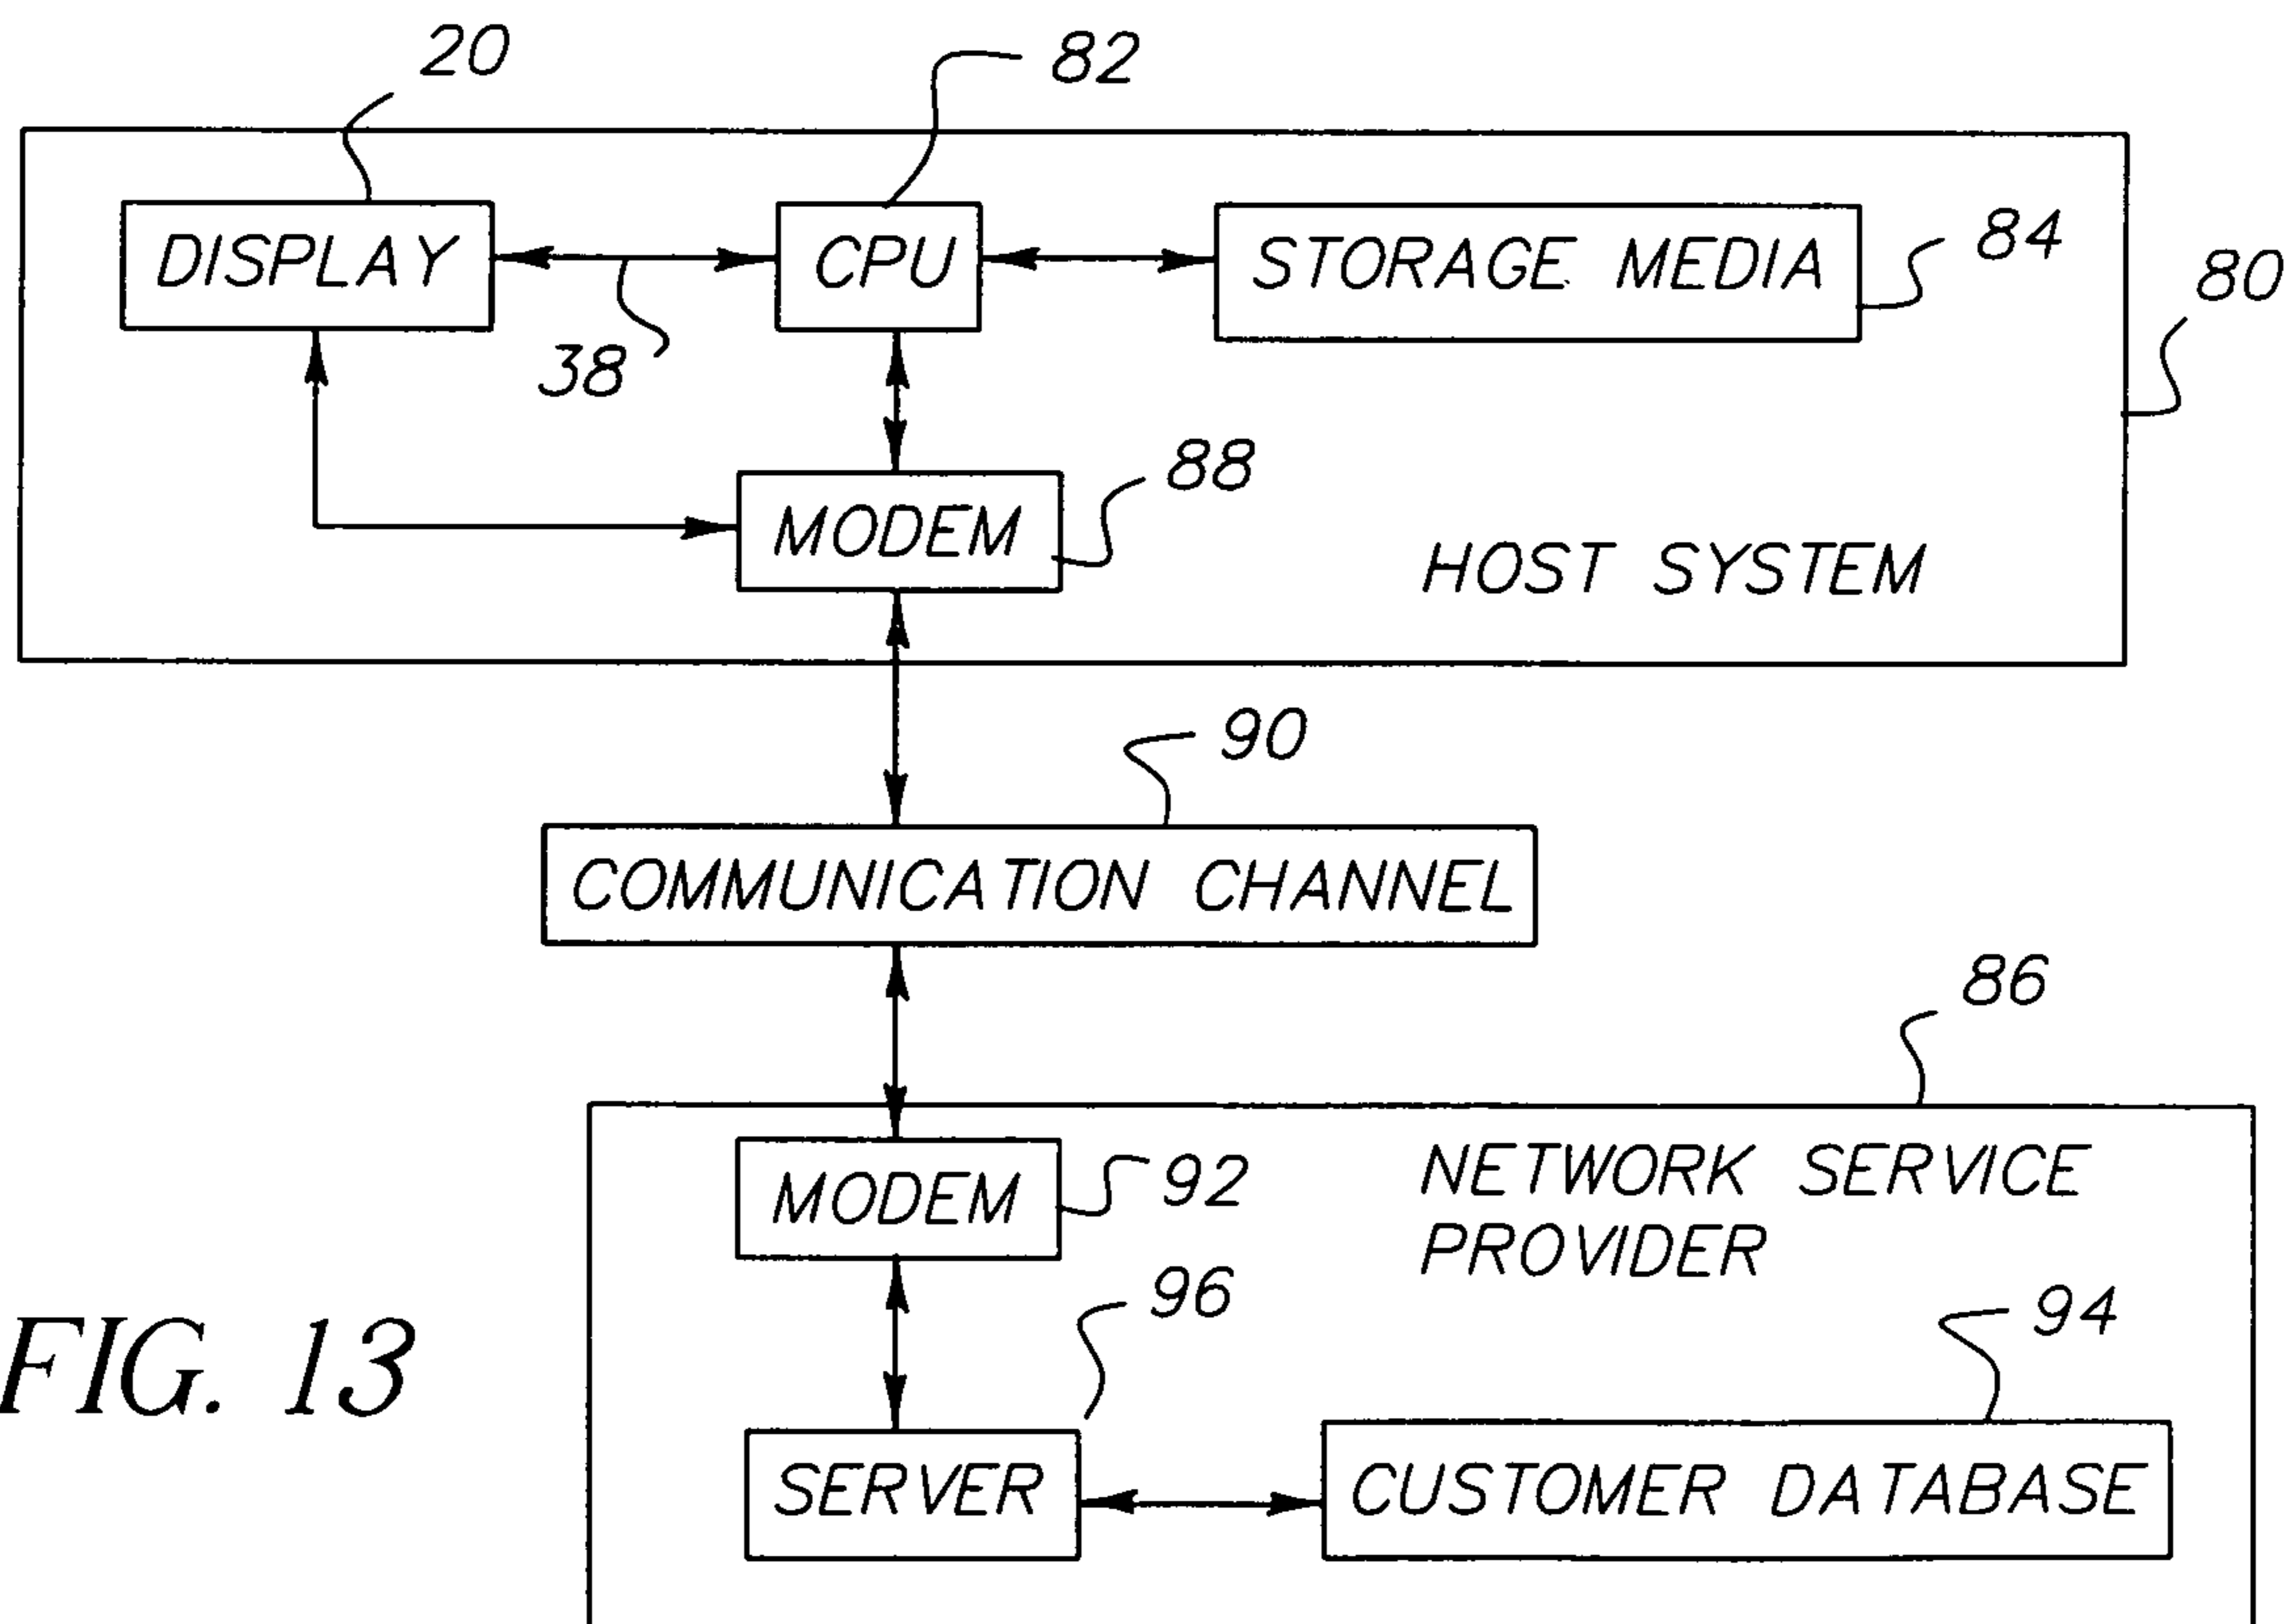 20
82
DISPLAY
CPU
STORAGE MEDIA
84
80
38
88
MODEM
HOST SYSTEM
90
COMMUNICATION CHANNEL
86
MODEM
92
NETWORK SERVICE
PROVIDER
96
94
FIG. 13
SERVER
CUSTOMER DATABASE